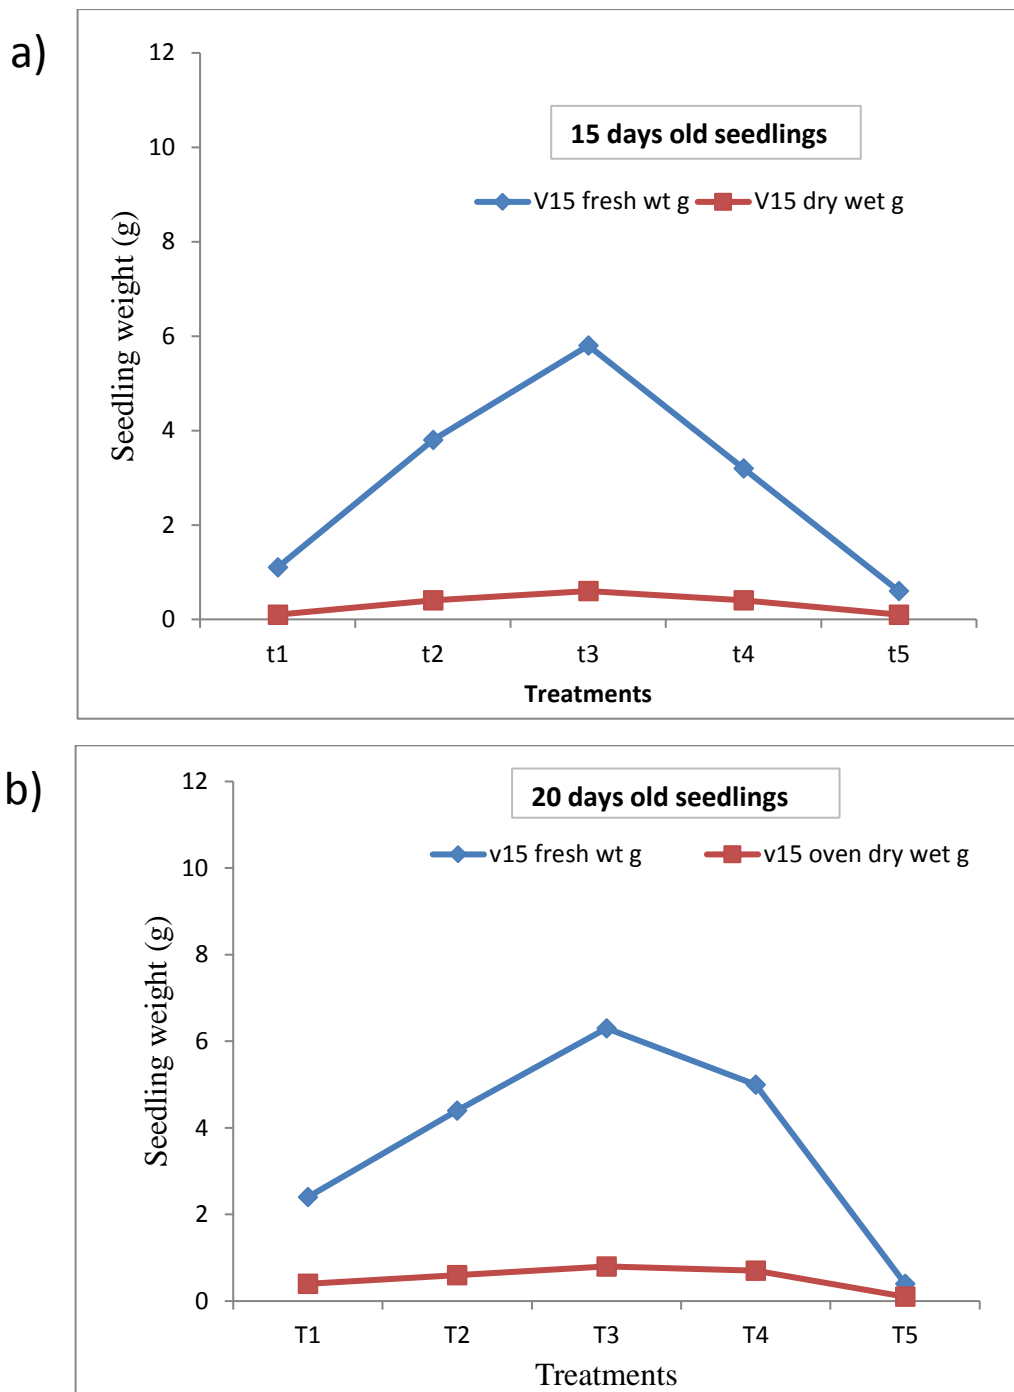 a)
12
15 days old seedlings
10
V15 fresh wt g V15 dry wet g
8
Seedling weight (g)
6
4
2
0
t1 t2 t3 t4 t5
Treatments
b)
12
20 days old seedlings
v15 fresh wt g v15 oven dry wet g
10
8
Seedling weight (g)
6
4
2
0
T1 T2 T3 T4 T5
Treatments